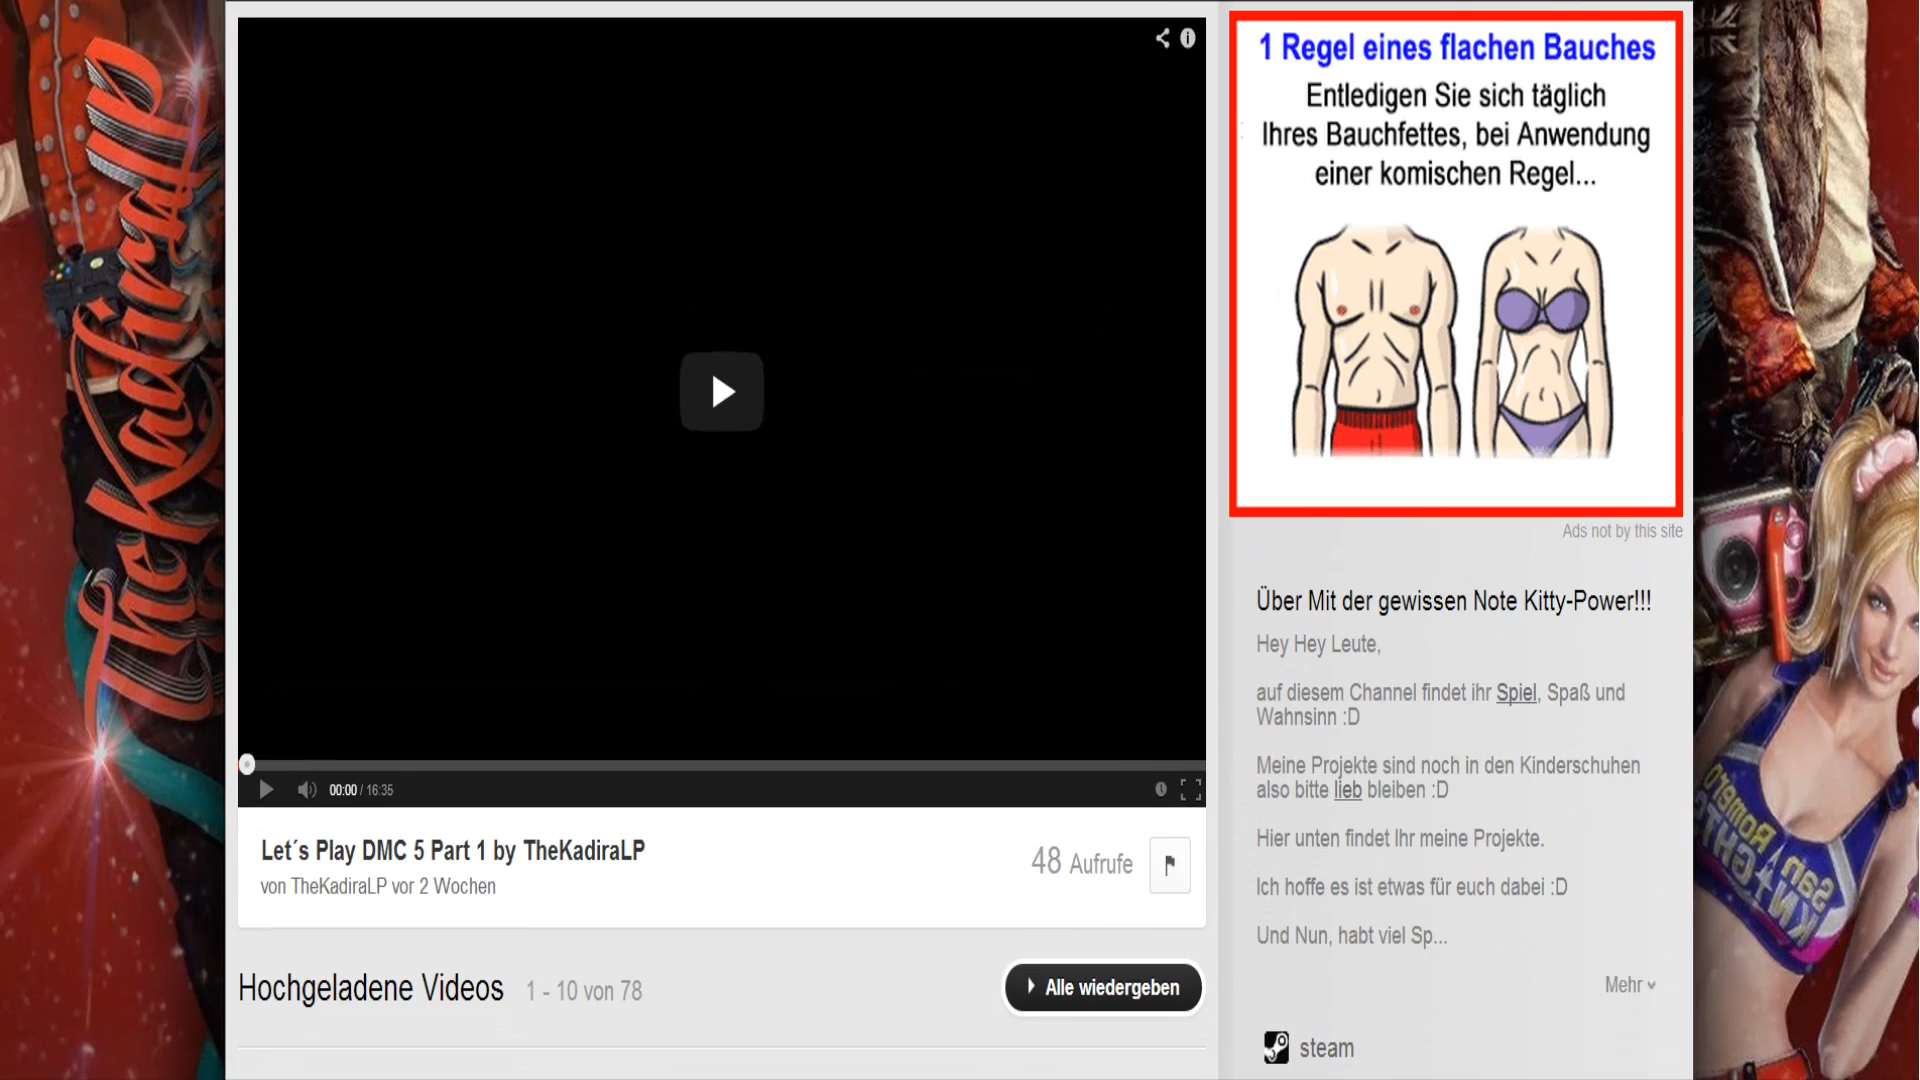 TheKadiraLP
1 Regel eines flachen Bauches
Entledigen Sie sich täglich
Ihres Bauchfettes, bei Anwendung
einer komischen Regel...
Ads not by this site
00:00 / 16:35
Let´s Play DMC 5 Part 1 by TheKadiraLP
von TheKadiraLP vor 2 Wochen
48 Aufrufe
Hochgeladene Videos 1 - 10 von 78
Alle wiedergeben
Über Mit der gewissen Note Kitty-Power!!!
Hey Hey Leute,
auf diesem Channel findet ihr Spiel, Spaß und
Wahnsinn :D
Meine Projekte sind noch in den Kinderschuhen
also bitte lieb bleiben :D
Hier unten findet Ihr meine Projekte.
Ich hoffe es ist etwas für euch dabei :D
Und Nun, habt viel Sp...
Mehr
steam
San Romero
KNIGHTS